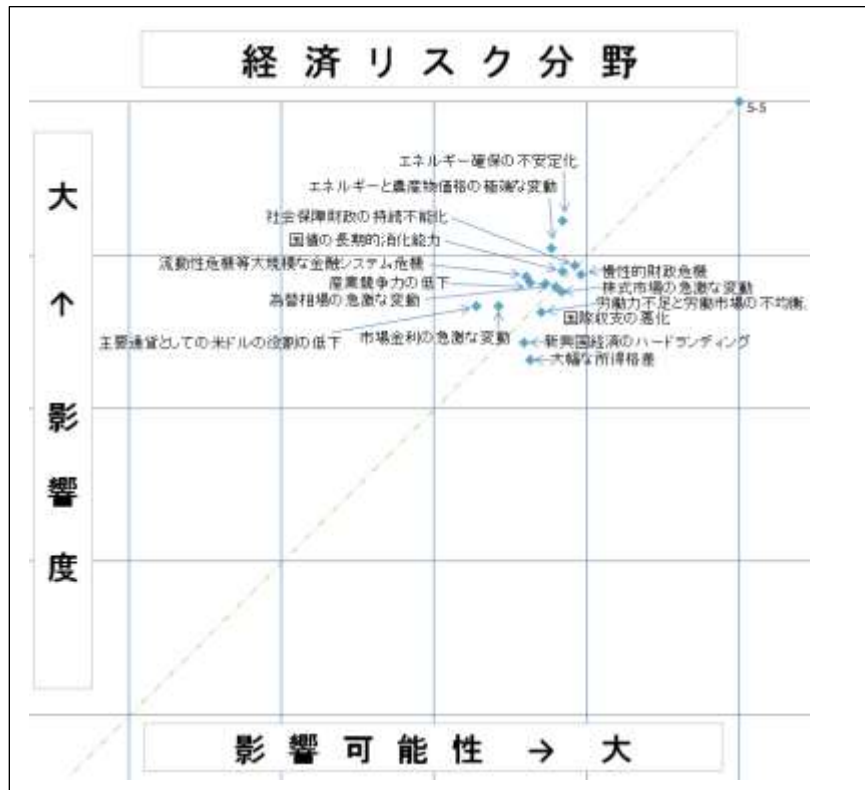 経済リスク分野
5-5
エネルギー確保の不安定化
エネルギーと農産物価格の極端な変動
社会保障財政の持続不能化
国債の長期的消化能力
流動性危機等大規模な金融システム危機
慢性的財政危機
産業競争力の低下
株式市場の急激な変動
為替相場の急激な変動
労働力不足と労働市場の不均衡、
国際収支の悪化
主要通貨としての米ドルの役割の低下
市場金利の急激な変動
新興国経済のハードランディング
大幅な所得格差
大
↑
影
響
度
影響可能性→大